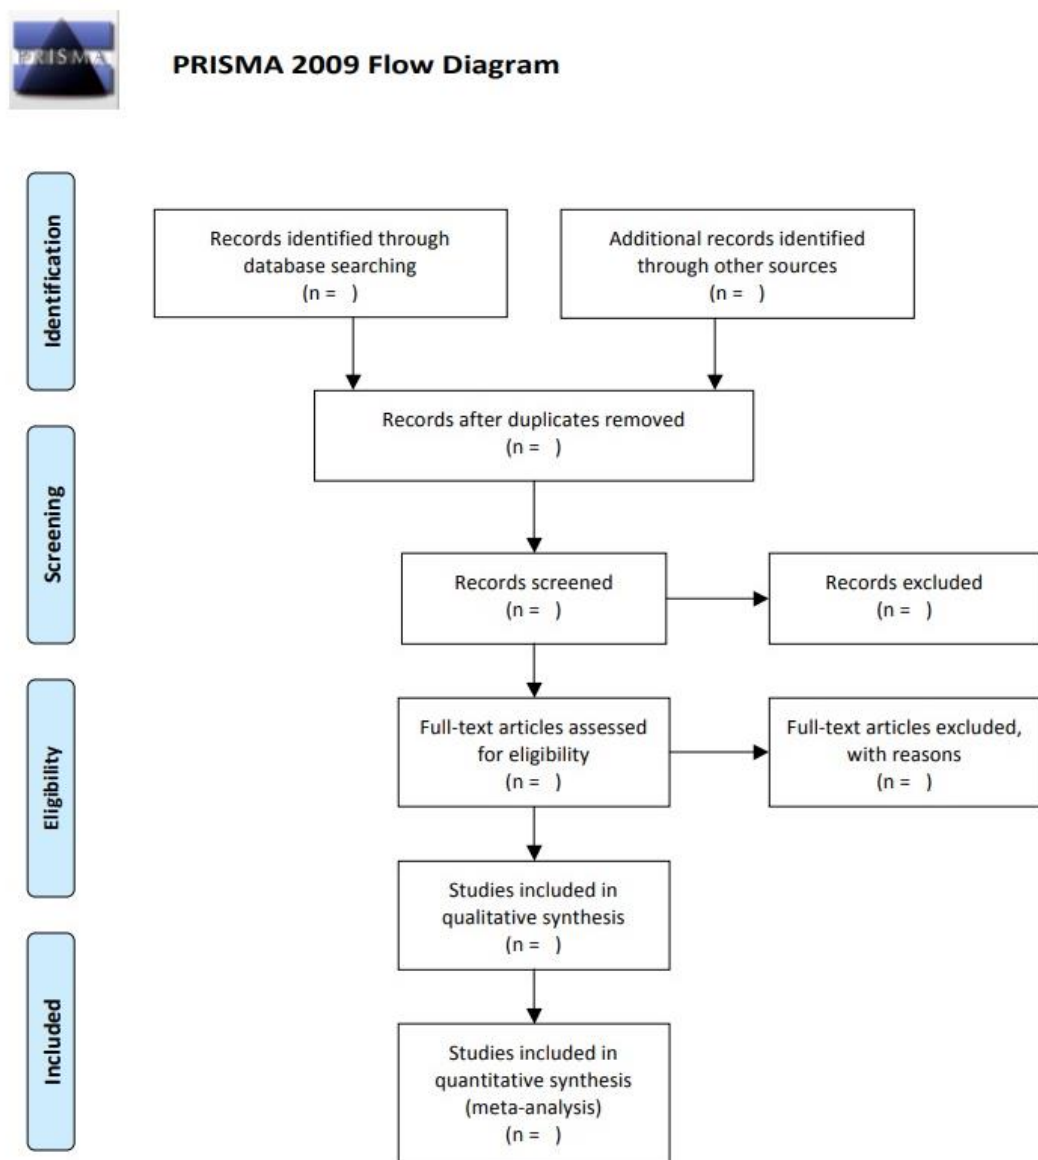 PRISMA
PRISMA 2009 Flow Diagram
Identification
Records identified through
database searching
(n =   )
Additional records identified
through other sources
(n =   )
Records after duplicates removed
(n =   )
Screening
Records screened
(n =   )
Records excluded
(n =   )
Eligibility
Full-text articles assessed
for eligibility
(n =   )
Full-text articles excluded,
with reasons
(n =   )
Studies included in
qualitative synthesis
(n =   )
Included
Studies included in
quantitative synthesis
(meta-analysis)
(n =   )